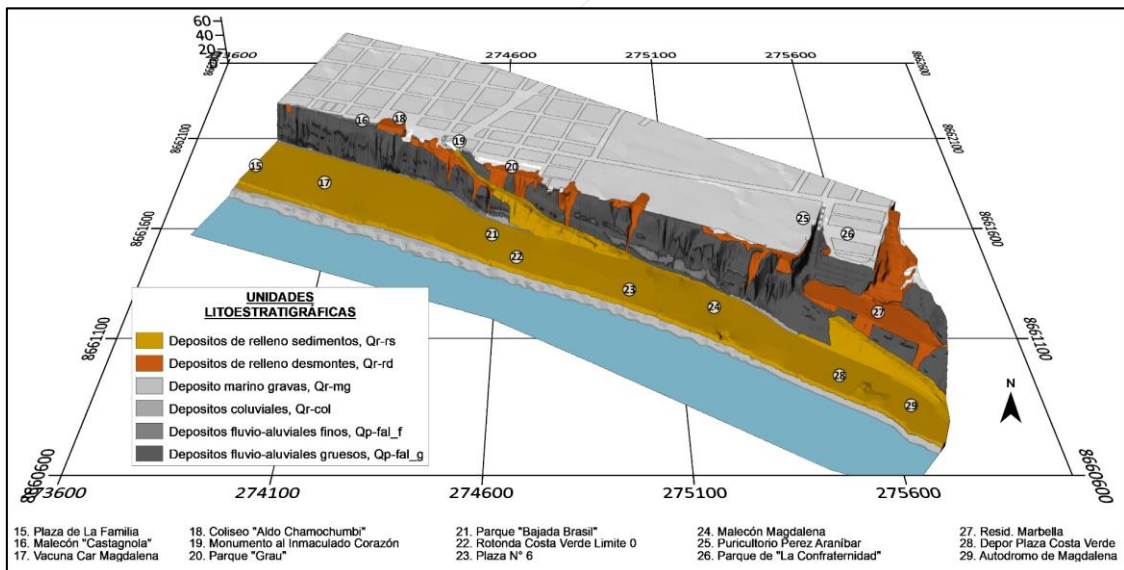 60
40
20
273600
274600
275100
275600
8662600
8662100
8662100
8661600
8661600
8661100
8661100
8660600
8660600
273600
274100
274600
275100
275600
15
16
17
18
19
20
21
22
23
24
25
26
27
28
29
N
UNIDADES
LITOESTRATIGRÁFICAS
Depositos de relleno sedimentos, Qr-rs
Depositos de relleno desmontes, Qr-rd
Deposito marino gravas, Qr-mg
Depositos coluviales, Qr-col
Depositos fluvio-aluviales finos, Qp-fal_f
Depositos fluvio-aluviales gruesos, Qp-fal_g
15. Plaza de La Familia
16. Malecón "Castagnola"
17. Vacuna Car Magdalena
18. Coliseo "Aldo Chamochumbi"
19. Monumento al Inmaculado Corazón
20. Parque "Grau"
21. Parque "Bajada Brasil"
22. Rotonda Costa Verde Limite 0
23. Plaza N° 6
24. Malecón Magdalena
25. Puricultorio Perez Araníbar
26. Parque de "La Confraternidad"
27. Resid. Marbella
28. Depor Plaza Costa Verde
29. Autodromo de Magdalena